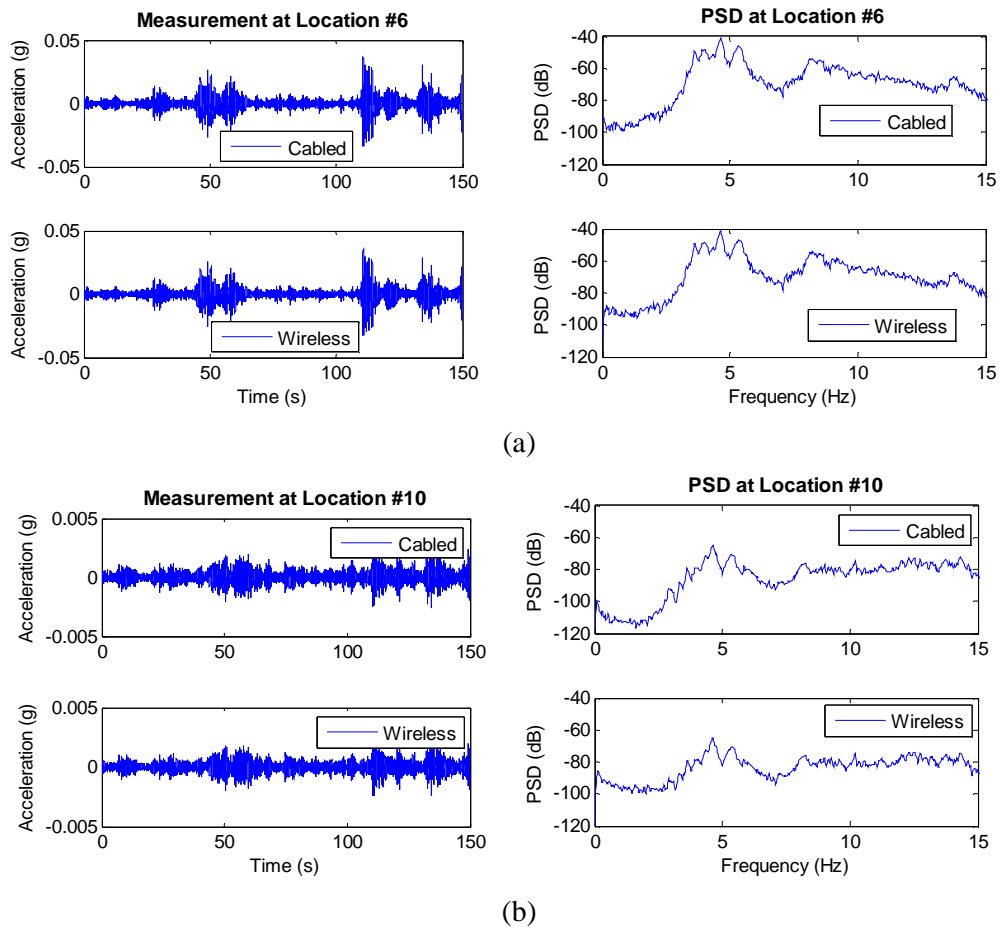 Measurement at Location #6
Acceleration (g)
0.05
0
-0.05
Cabled
0 50 100 150
Acceleration (g)
0.05
0
-0.05
Wireless
0 50 100 150
Time (s)
PSD at Location #6
PSD (dB)
-40
-60
-80
-100
-120
Cabled
0 5 10 15
PSD (dB)
-40
-60
-80
-100
-120
Wireless
0 5 10 15
Frequency (Hz)
(a)
Measurement at Location #10
Acceleration (g)
0.005
0
-0.005
Cabled
0 50 100 150
Acceleration (g)
0.005
0
-0.005
Wireless
0 50 100 150
Time (s)
PSD at Location #10
PSD (dB)
-40
-60
-80
-100
-120
Cabled
0 5 10 15
PSD (dB)
-40
-60
-80
-100
-120
Wireless
0 5 10 15
Frequency (Hz)
(b)